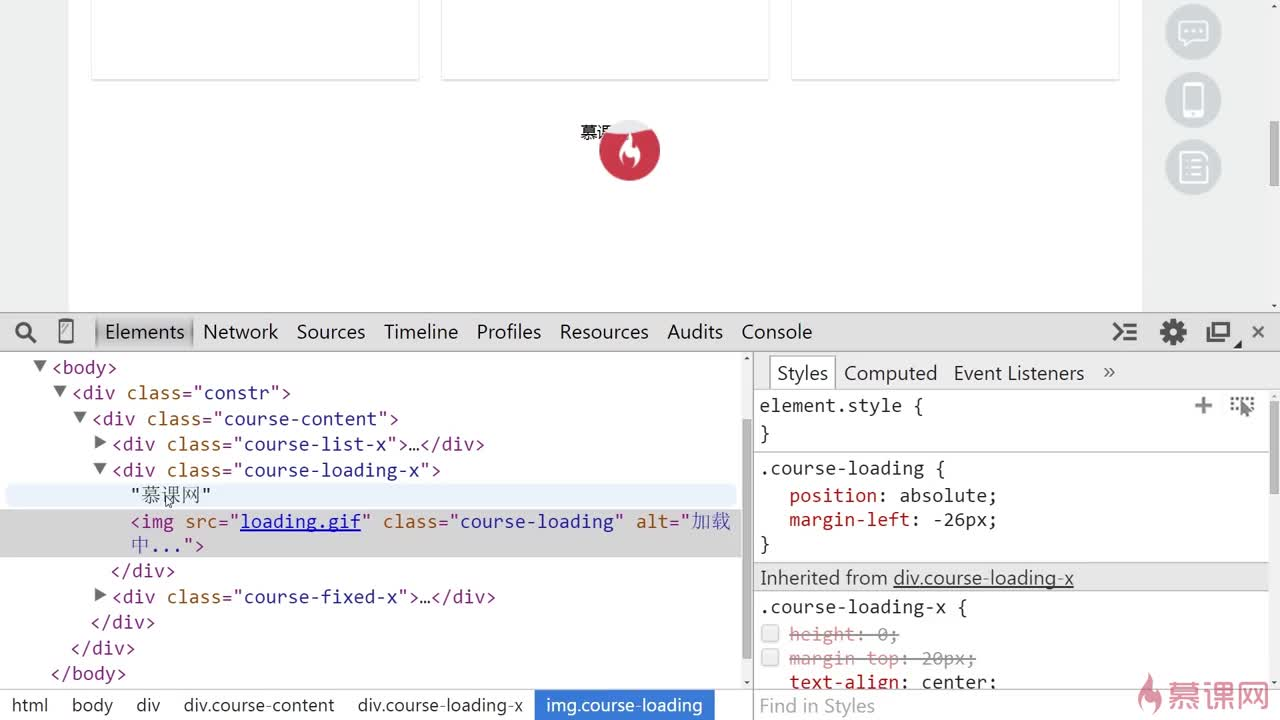 慕课
Elements Network Sources Timeline Profiles Resources Audits Console
<body>
<div class="constr">
<div class="course-content">
<div class="course-list-x">…</div>
<div class="course-loading-x">
"慕课网"
<img src="loading.gif" class="course-loading" alt="加载
中...">
</div>
<div class="course-fixed-x">…</div>
</div>
</div>
</body>
html body div div.course-content div.course-loading-x img.course-loading
Styles Computed Event Listeners »
element.style {
}
.course-loading {
position: absolute;
margin-left: -26px;
}
Inherited from div.course-loading-x
.course-loading-x {
height: 0;
margin-top: 20px;
text-align: center;
Find in Styles
慕课网